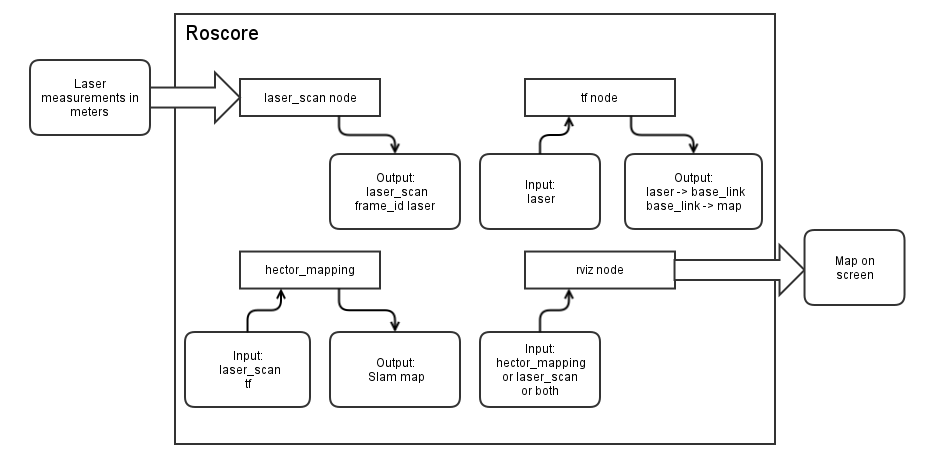 Roscore
Laser
measurements in
meters
laser_scan node
tf node
Output:
laser_scan
frame_id laser
Input:
laser
Output:
laser -> base_link
base_link -> map
hector_mapping
rviz node
Map on
screen
Input:
laser_scan
tf
Output:
Slam map
Input:
hector_mapping
or laser_scan
or both